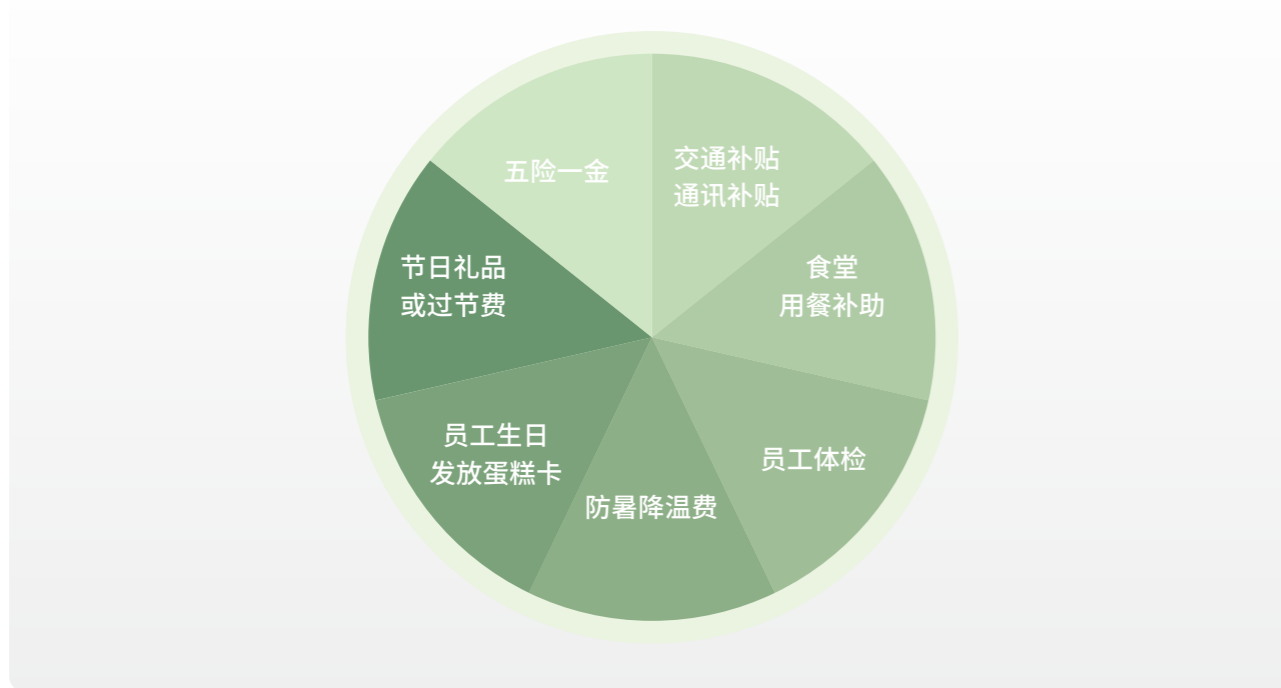 五险一金
交通补贴
通讯补贴
食堂
用餐补助
员工体检
防暑降温费
员工生日
发放蛋糕卡
节日礼品
或过节费